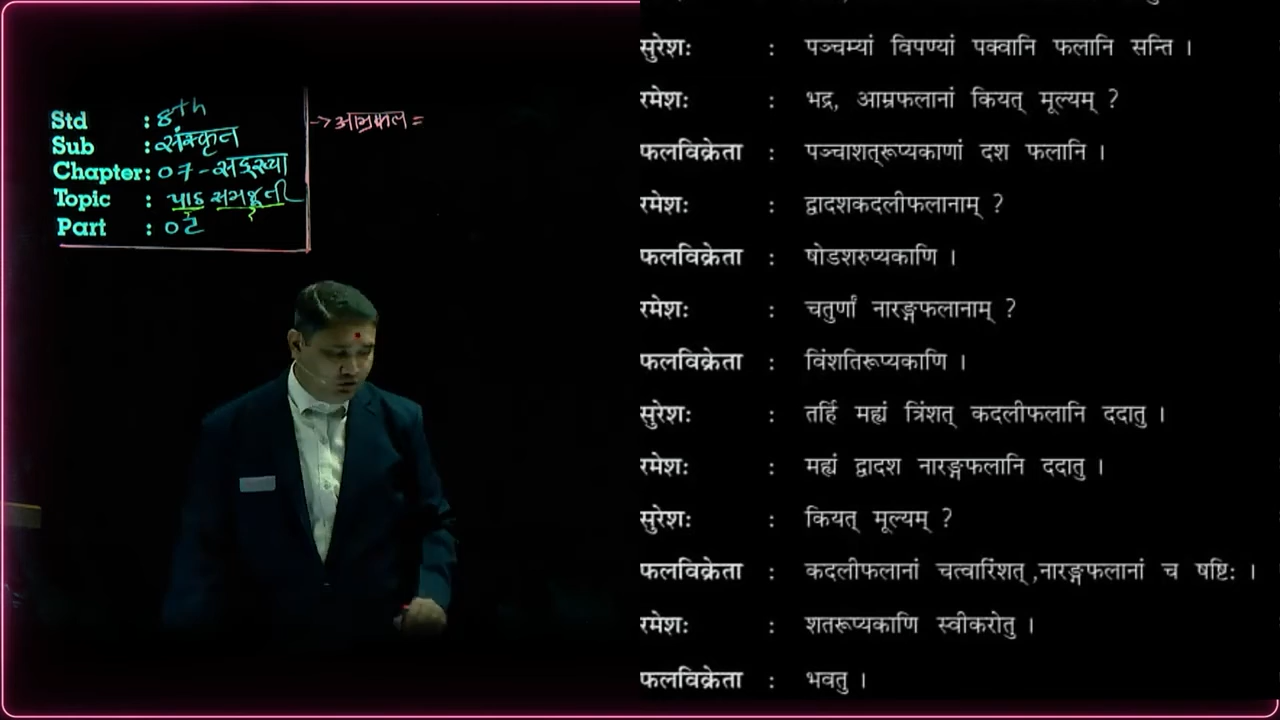 Std : 8th
Sub : संस्कृत
Chapter : 07 - सङ्ख्या
Topic : पाठ समजूती
Part : 02
→ आम्रफल =
सुरेशः : पञ्चम्यां विपण्यां पक्वानि फलानि सन्ति ।
रमेशः : भद्र, आम्रफलानां कियत् मूल्यम् ?
फलविक्रेता : पञ्चाशत्रूप्यकाणां दश फलानि ।
रमेशः : द्वादशकदलीफलानाम् ?
फलविक्रेता : षोडशरुप्यकाणि ।
रमेशः : चतुर्णां नारङ्गफलानाम् ?
फलविक्रेता : विंशतिरूप्यकाणि ।
सुरेशः : तर्हि मह्यं त्रिंशत् कदलीफलानि ददातु ।
रमेशः : मह्यं द्वादश नारङ्गफलानि ददातु ।
सुरेशः : कियत् मूल्यम् ?
फलविक्रेता : कदलीफलानां चत्वारिंशत् ,नारङ्गफलानां च षष्टिः ।
रमेशः : शतरूप्यकाणि स्वीकरोतु ।
फलविक्रेता : भवतु ।